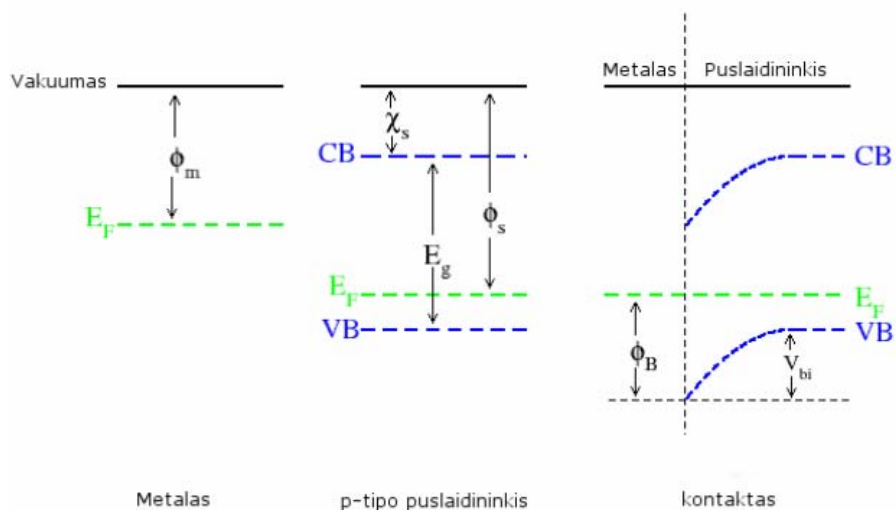 Vakuumas
ϕm
EF
Metalas
χs
CB
Eg
ϕs
EF
VB
p-tipo puslaidininkis
Metalas Puslaidininkis
CB
EF
VB
ϕB
Vbi
kontaktas